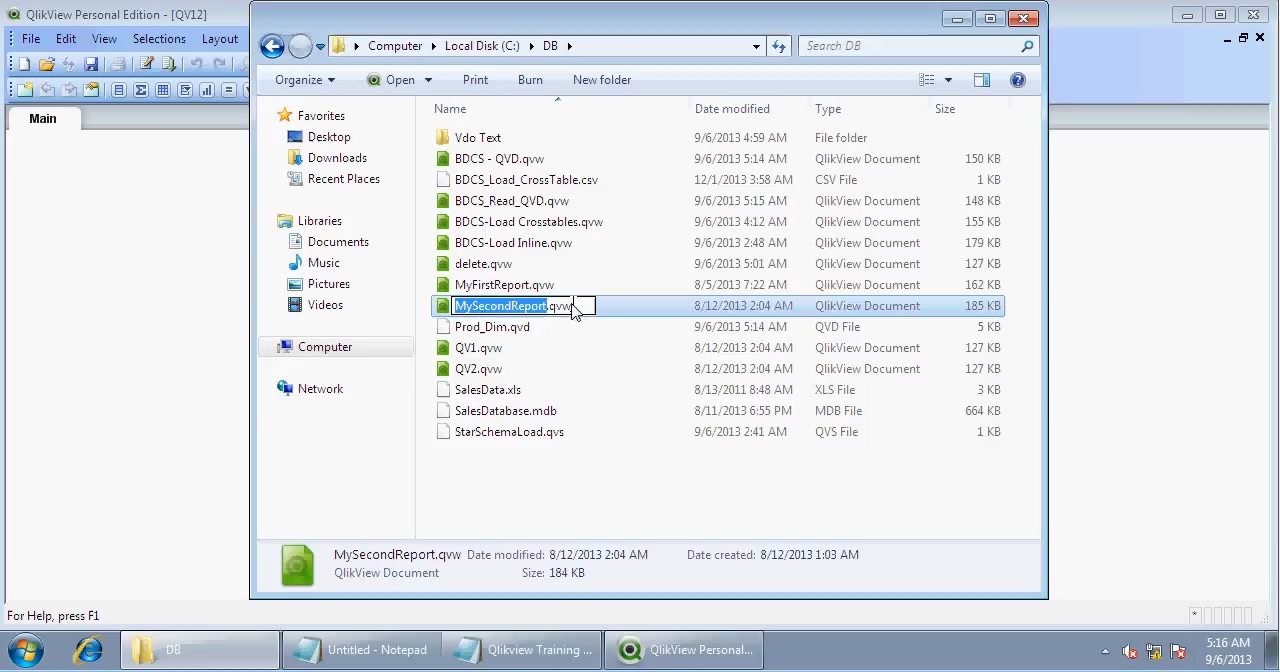 QlikView Personal Edition - [QV12]
File Edit View Selections Layout
Main
Computer Local Disk (C:) DB
Search DB
Organize Open Print Burn New folder
Name Date modified Type Size
Favorites
Desktop
Downloads
Recent Places
Libraries
Documents
Music
Pictures
Videos
Computer
Network
Vdo Text 9/6/2013 4:59 AM File folder
BDCS - QVD.qvw 9/6/2013 5:14 AM QlikView Document 150 KB
BDCS_Load_CrossTable.csv 12/1/2013 3:58 AM CSV File 1 KB
BDCS_Read_QVD.qvw 9/6/2013 5:15 AM QlikView Document 148 KB
BDCS-Load Crosstables.qvw 9/6/2013 4:12 AM QlikView Document 155 KB
BDCS-Load Inline.qvw 9/6/2013 2:48 AM QlikView Document 179 KB
delete.qvw 9/6/2013 5:01 AM QlikView Document 127 KB
MyFirstReport.qvw 8/5/2013 7:22 AM QlikView Document 162 KB
MySecondReport.qvw 8/12/2013 2:04 AM QlikView Document 185 KB
Prod_Dim.qvd 9/6/2013 5:14 AM QVD File 5 KB
QV1.qvw 8/12/2013 2:04 AM QlikView Document 127 KB
QV2.qvw 8/12/2013 2:04 AM QlikView Document 127 KB
SalesData.xls 8/13/2011 8:48 AM XLS File 3 KB
SalesDatabase.mdb 8/11/2013 6:55 PM MDB File 664 KB
StarSchemaLoad.qvs 9/6/2013 2:41 AM QVS File 1 KB
MySecondReport.qvw Date modified: 8/12/2013 2:04 AM Date created: 8/12/2013 1:03 AM
QlikView Document Size: 184 KB
For Help, press F1
DB
Untitled - Notepad
Qlikview Training ...
QlikView Personal...
5:16 AM
9/6/2013